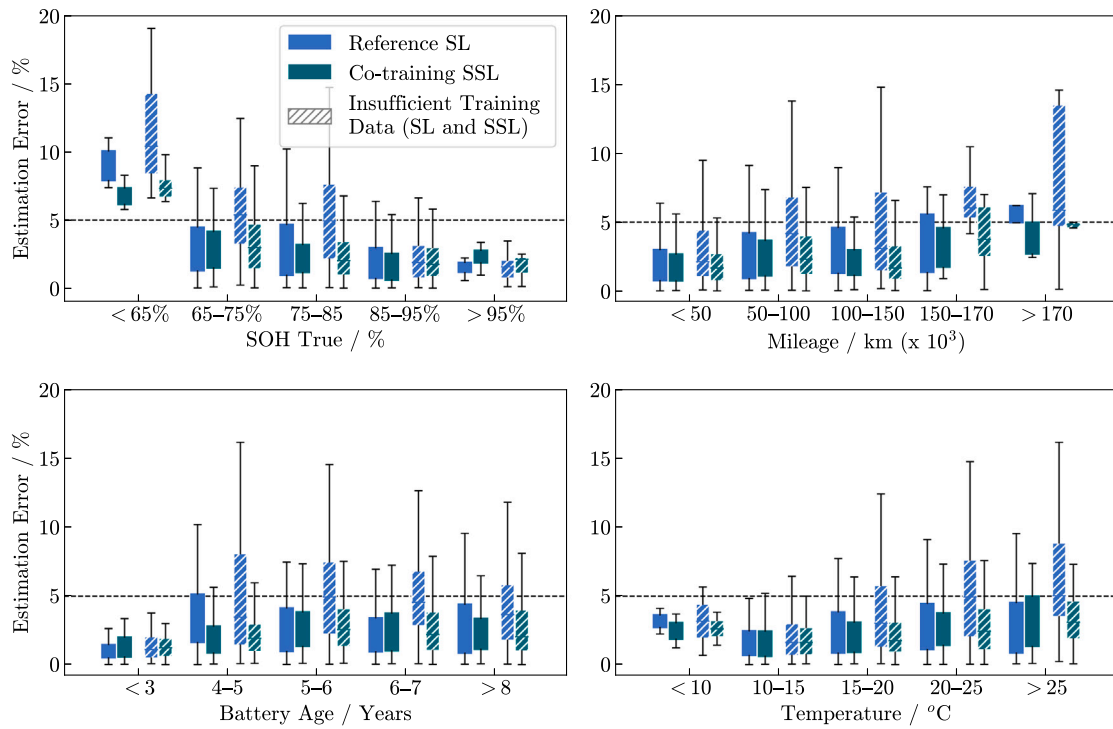 20
15
10
5
0
Estimation Error / %
Reference SL
Co-training SSL
Insufficient Training
Data (SL and SSL)
< 65% 65–75% 75–85 85–95% > 95%
SOH True / %
20
15
10
5
0
< 50 50–100 100–150 150–170 > 170
Mileage / km (x 10³)
20
15
10
5
0
Estimation Error / %
< 3 4–5 5–6 6–7 > 8
Battery Age / Years
20
15
10
5
0
< 10 10–15 15–20 20–25 > 25
Temperature / °C